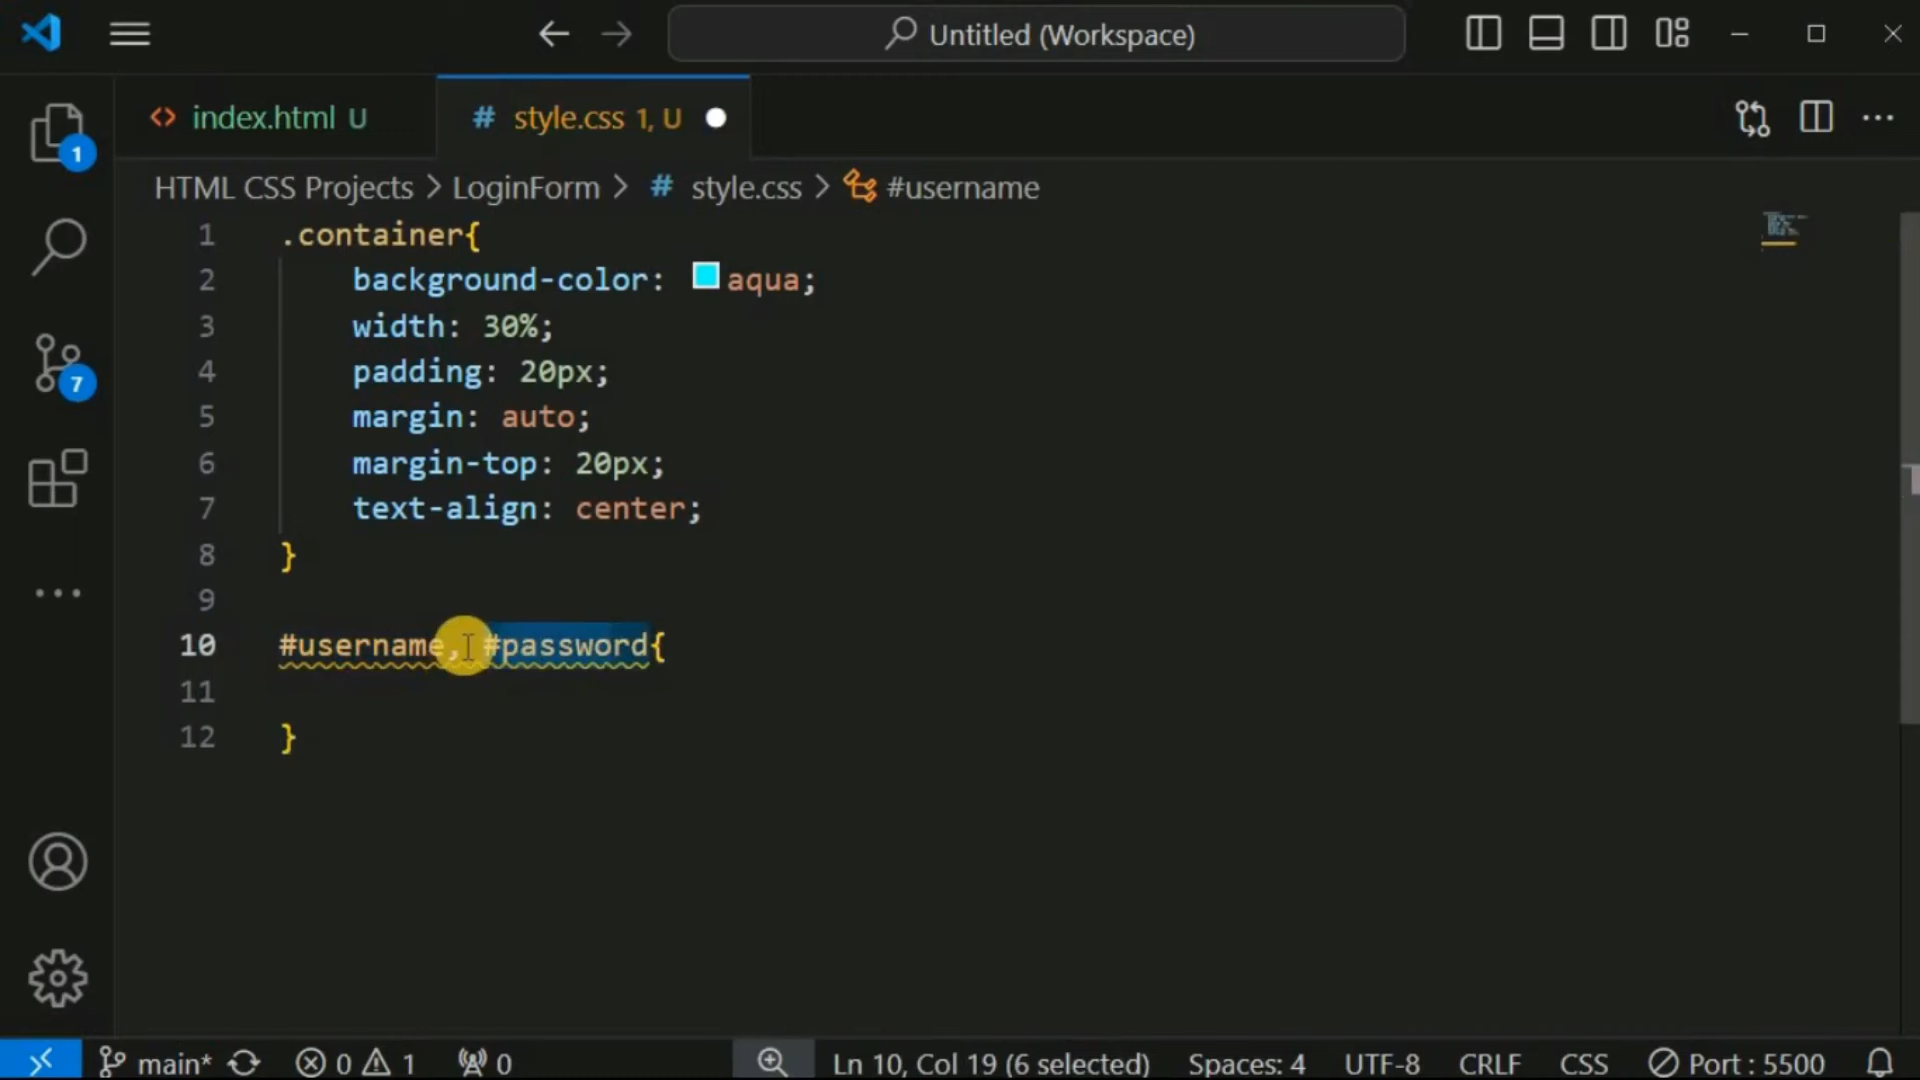 Untitled (Workspace)
index.html U
# style.css 1, U
HTML CSS Projects > LoginForm > # style.css > #username
1 .container{
2 background-color: aqua;
3 width: 30%;
4 padding: 20px;
5 margin: auto;
6 margin-top: 20px;
7 text-align: center;
8 }
9
10 #username, #password{
11
12 }
1
7
main* 0 1 0 Ln 10, Col 19 (6 selected) Spaces: 4 UTF-8 CRLF CSS Port : 5500